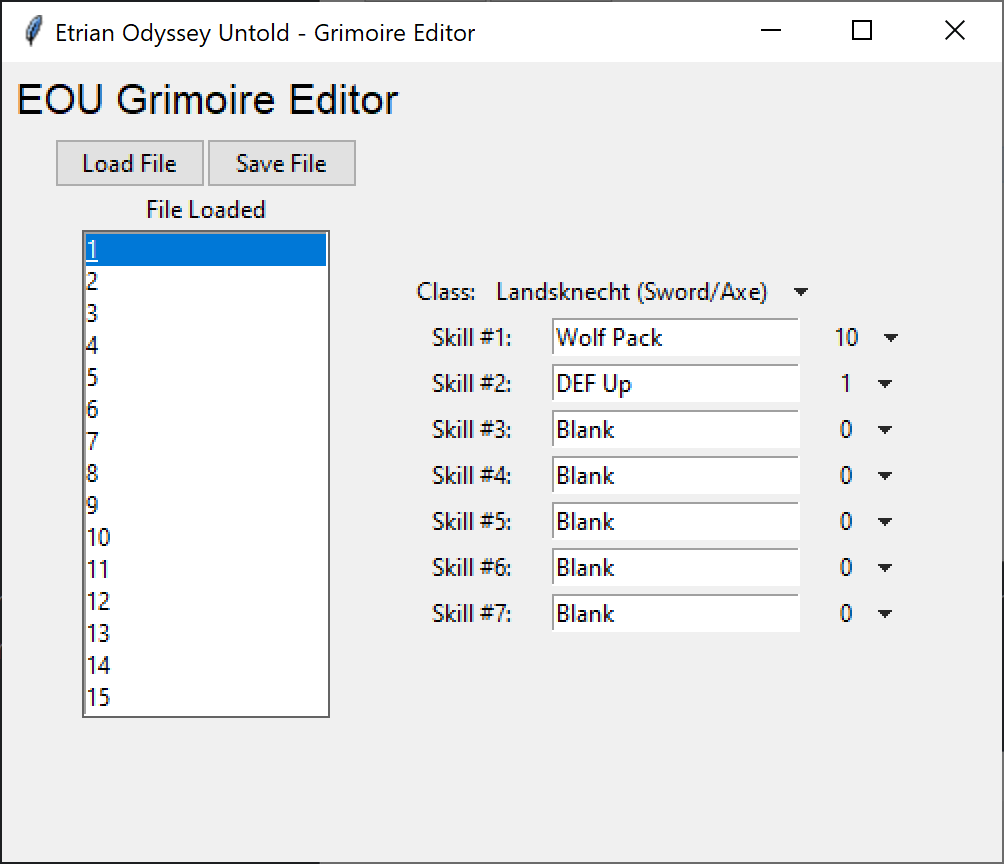 Etrian Odyssey Untold - Grimoire Editor
EOU Grimoire Editor
Load File Save File
File Loaded
1
2
3
4
5
6
7
8
9
10
11
12
13
14
15
Class: Landsknecht (Sword/Axe)
Skill #1: Wolf Pack 10
Skill #2: DEF Up 1
Skill #3: Blank 0
Skill #4: Blank 0
Skill #5: Blank 0
Skill #6: Blank 0
Skill #7: Blank 0